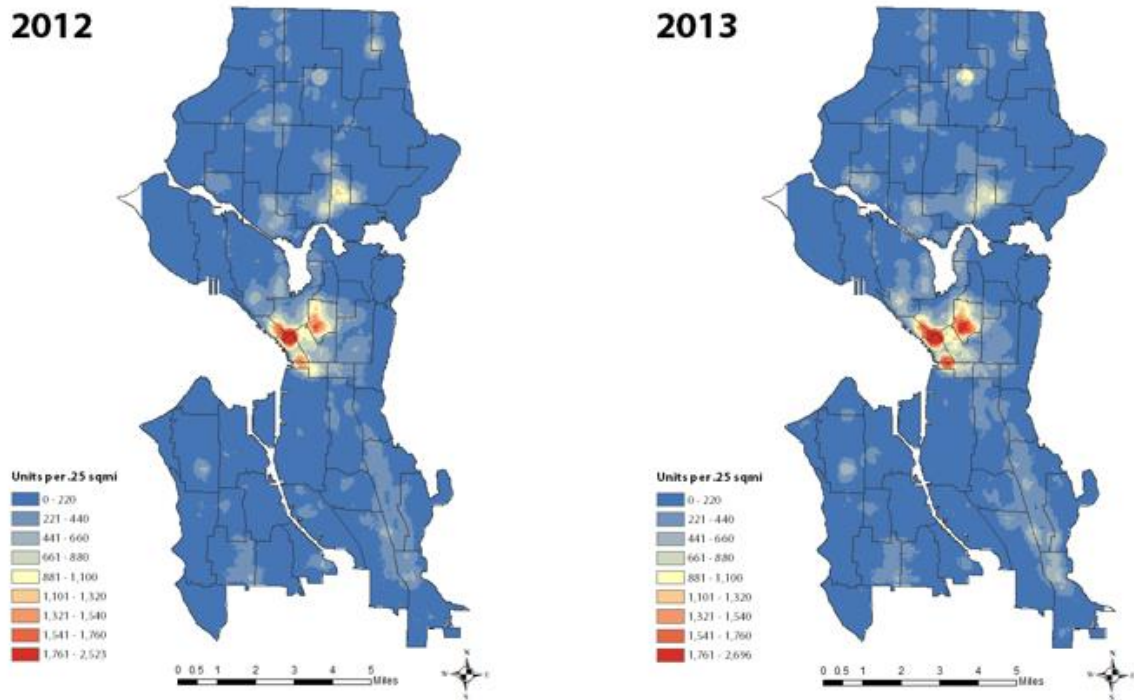 2012
2013
Units per .25 sqmi
0 - 220
221 - 440
441 - 660
661 - 880
881 - 1,100
1,101 - 1,320
1,321 - 1,540
1,541 - 1,760
1,761 - 2,523
0 0.5 1 2 3 4 5
Miles
N
W E
S
Units per .25 sqmi
0 - 220
221 - 440
441 - 660
661 - 880
881 - 1,100
1,101 - 1,320
1,321 - 1,540
1,541 - 1,760
1,761 - 2,696
0 0.5 1 2 3 4 5
Miles
N
W E
S